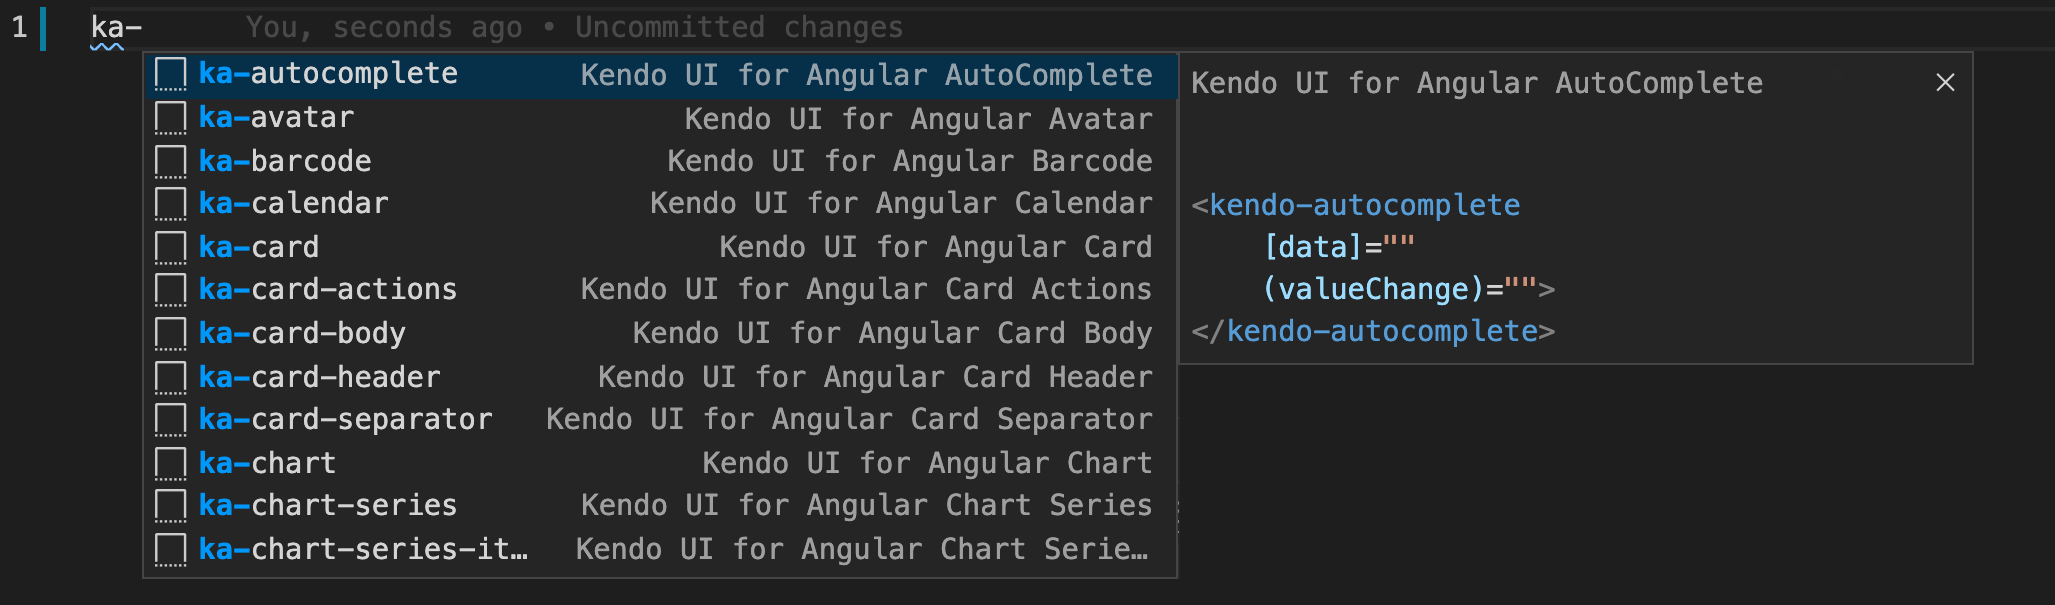 1 ka- You, seconds ago • Uncommitted changes
ka-autocomplete Kendo UI for Angular AutoComplete
ka-avatar Kendo UI for Angular Avatar
ka-barcode Kendo UI for Angular Barcode
ka-calendar Kendo UI for Angular Calendar
ka-card Kendo UI for Angular Card
ka-card-actions Kendo UI for Angular Card Actions
ka-card-body Kendo UI for Angular Card Body
ka-card-header Kendo UI for Angular Card Header
ka-card-separator Kendo UI for Angular Card Separator
ka-chart Kendo UI for Angular Chart
ka-chart-series Kendo UI for Angular Chart Series
ka-chart-series-it… Kendo UI for Angular Chart Serie…
Kendo UI for Angular AutoComplete
<kendo-autocomplete
[data]=""
(valueChange)="">
</kendo-autocomplete>